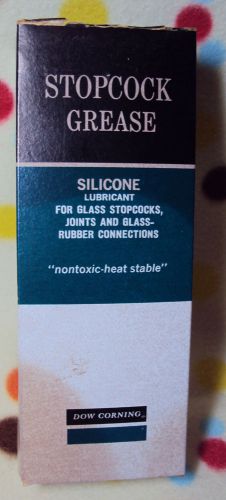 STOPCOCK
GREASE
SILICONE
LUBRICANT
FOR GLASS STOPCOCKS,
JOINTS AND GLASS-
RUBBER CONNECTIONS
"nontoxic-heat stable"
DOW CORNING